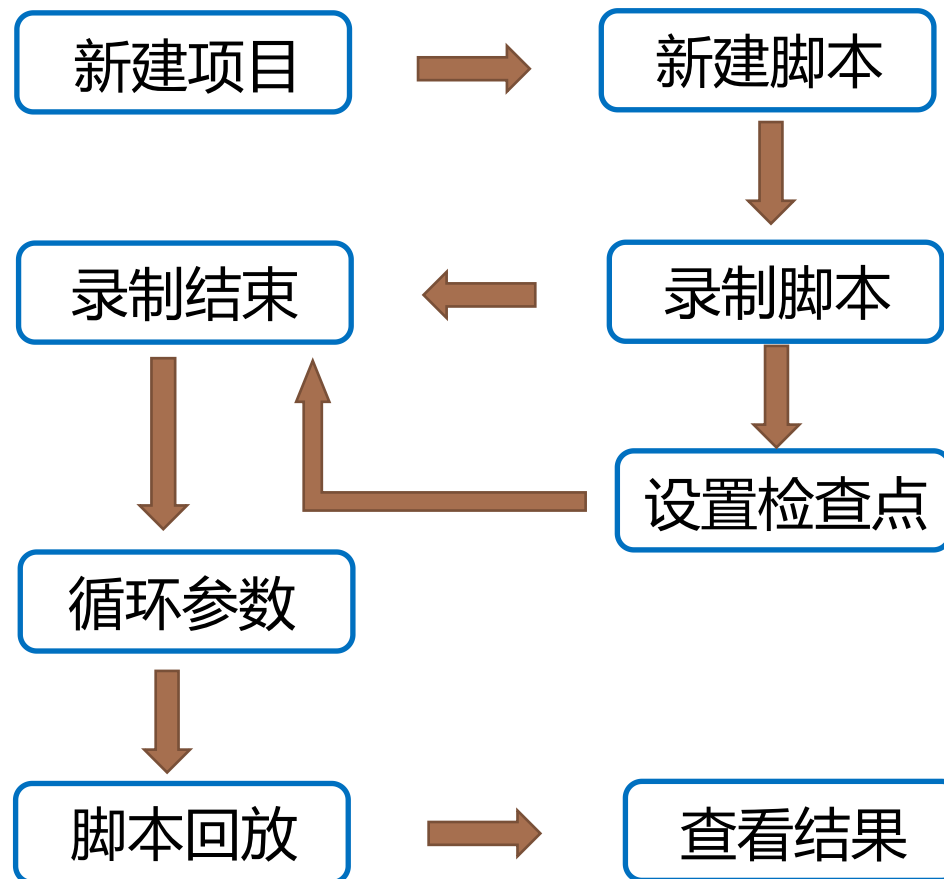 新建项目
新建脚本
录制结束
录制脚本
设置检查点
循环参数
脚本回放
查看结果